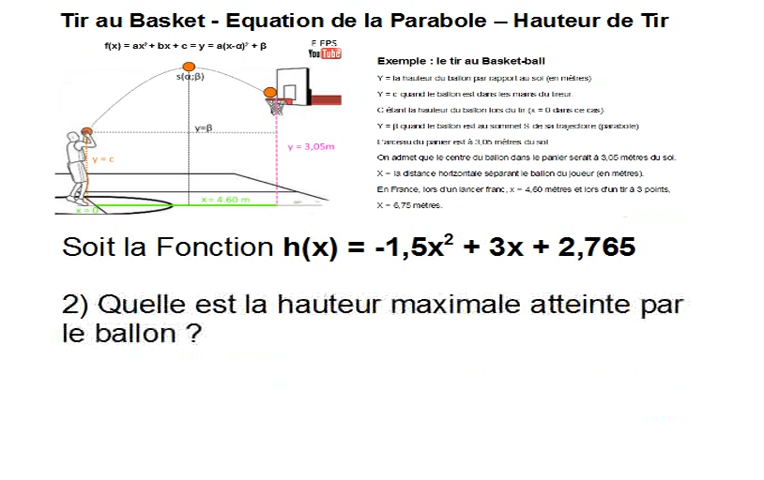 Tir au Basket - Equation de la Parabole – Hauteur de Tir
f(x) = ax² + bx + c = y = a(x-α)² + β
F FPS
You Tube
Exemple : le tir au Basket-ball
s(α;β)
Y = la hauteur du ballon par rapport au sol (en mètres)
Y = c quand le ballon est dans les mains du tireur.
C étant la hauteur du ballon lors du tir (x = 0 dans ce cas)
y=β
Y = β quand le ballon est au sommet S de sa trajectoire (parabole)
y = 3,05m
L'arceau du panier est à 3,05 mètres du sol
y = c
On admet que le centre du ballon dans le panier serait à 3,05 mètres du sol.
X = la distance horizontale séparant le ballon du joueur (en mètres).
En France, lors d'un lancer franc, x = 4,60 mètres et lors d'un tir à 3 points,
x = 4.60 m
X = 6,75 mètres.
x = 0
Soit la Fonction h(x) = -1,5x² + 3x + 2,765
2) Quelle est la hauteur maximale atteinte par
le ballon ?